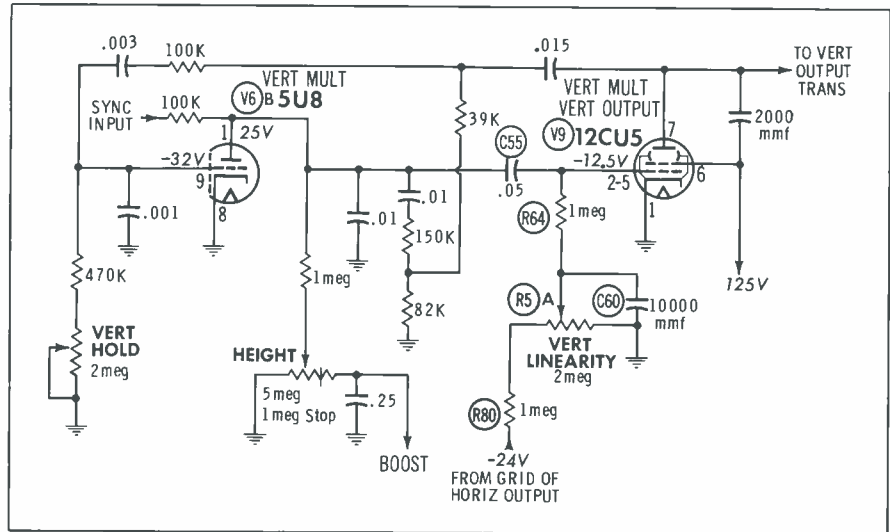 .003
100K
.015
TO VERT
OUTPUT
TRANS
VERT MULT
V6 B 5U8
SYNC
INPUT
100K
1
25V
-32V
9
8
.001
39K
VERT MULT
VERT OUTPUT
V9 12CU5
7
2000
mmf
C55
.05
-12.5V
2-5
6
1
125V
470K
VERT
HOLD
2meg
1meg
.01
.01
150K
82K
R64
1meg
R5 A
C60
10000
mmf
VERT
LINEARITY
2meg
HEIGHT
5meg
1meg Stop
.25
BOOST
R80
1meg
-24V
FROM GRID OF
HORIZ OUTPUT